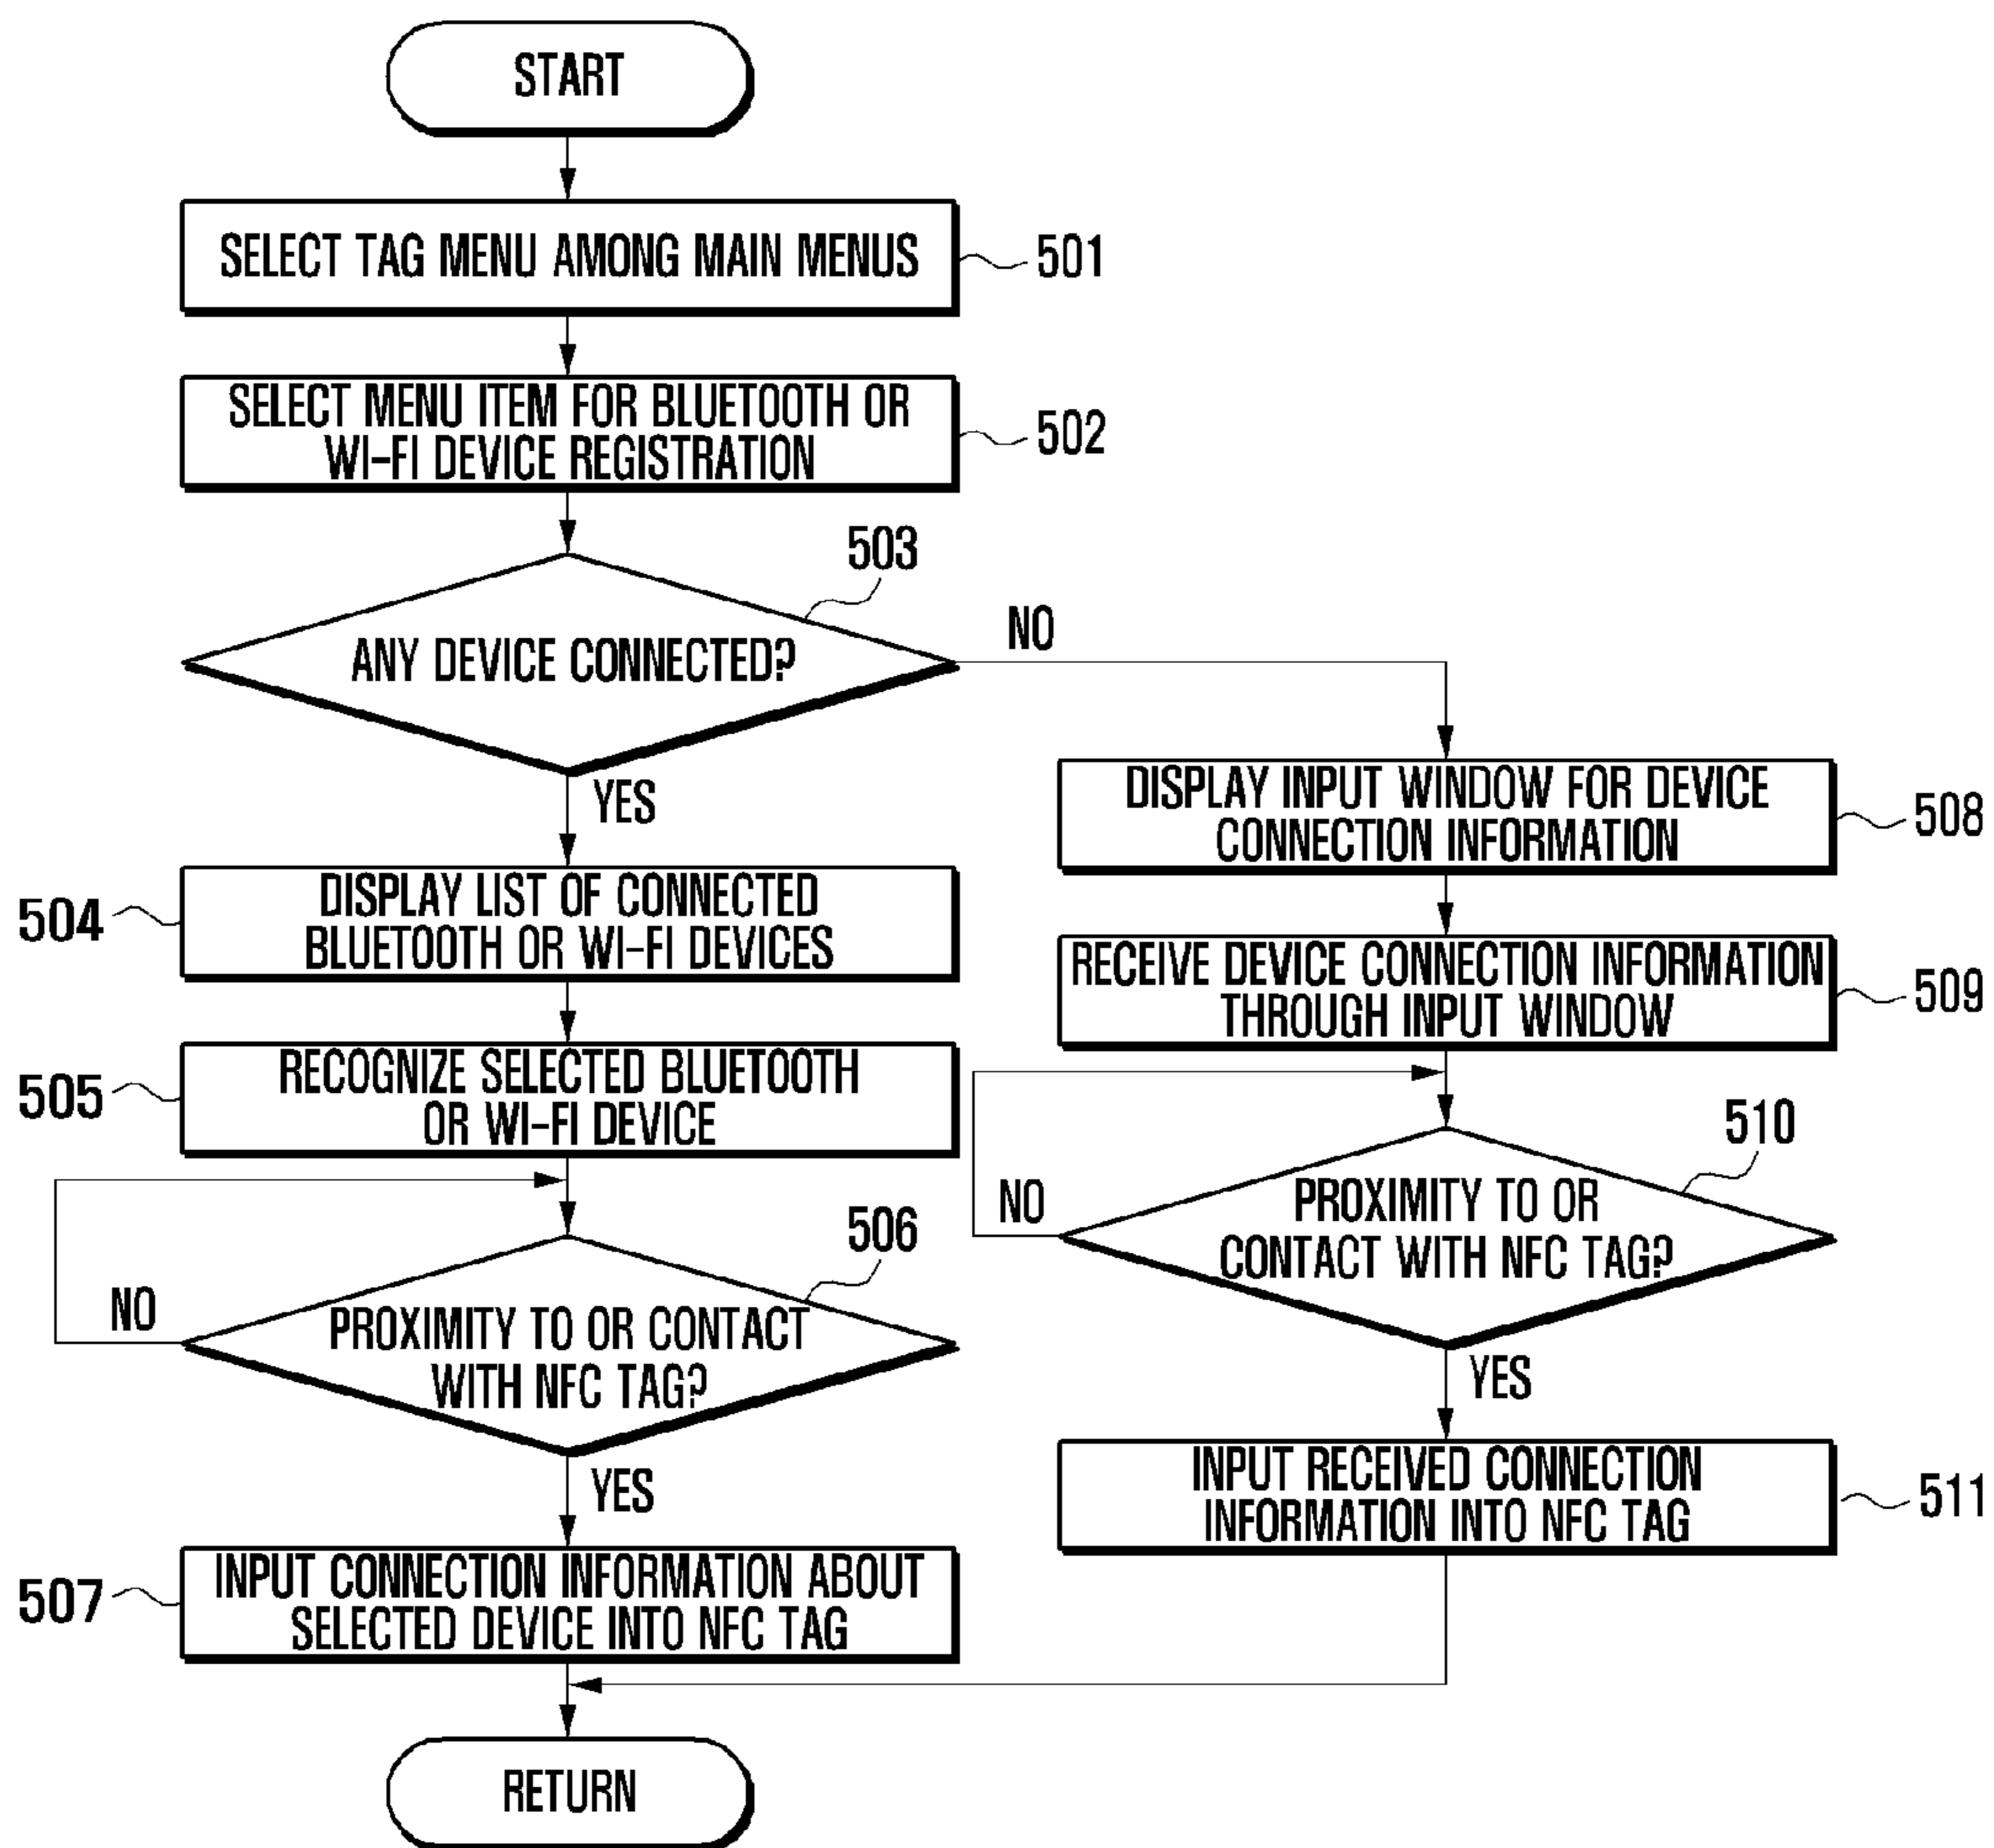 START
SELECT TAG MENU AMONG MAIN MENUS
501
SELECT MENU ITEM FOR BLUETOOTH OR
WI-FI DEVICE REGISTRATION
502
503
ANY DEVICE CONNECTED?
NO
YES
504
DISPLAY LIST OF CONNECTED
BLUETOOTH OR WI-FI DEVICES
505
RECOGNIZE SELECTED BLUETOOTH
OR WI-FI DEVICE
506
NO
PROXIMITY TO OR CONTACT
WITH NFC TAG?
YES
507
INPUT CONNECTION INFORMATION ABOUT
SELECTED DEVICE INTO NFC TAG
DISPLAY INPUT WINDOW FOR DEVICE
CONNECTION INFORMATION
508
RECEIVE DEVICE CONNECTION INFORMATION
THROUGH INPUT WINDOW
509
510
NO
PROXIMITY TO OR
CONTACT WITH NFC TAG?
YES
INPUT RECEIVED CONNECTION
INFORMATION INTO NFC TAG
511
RETURN